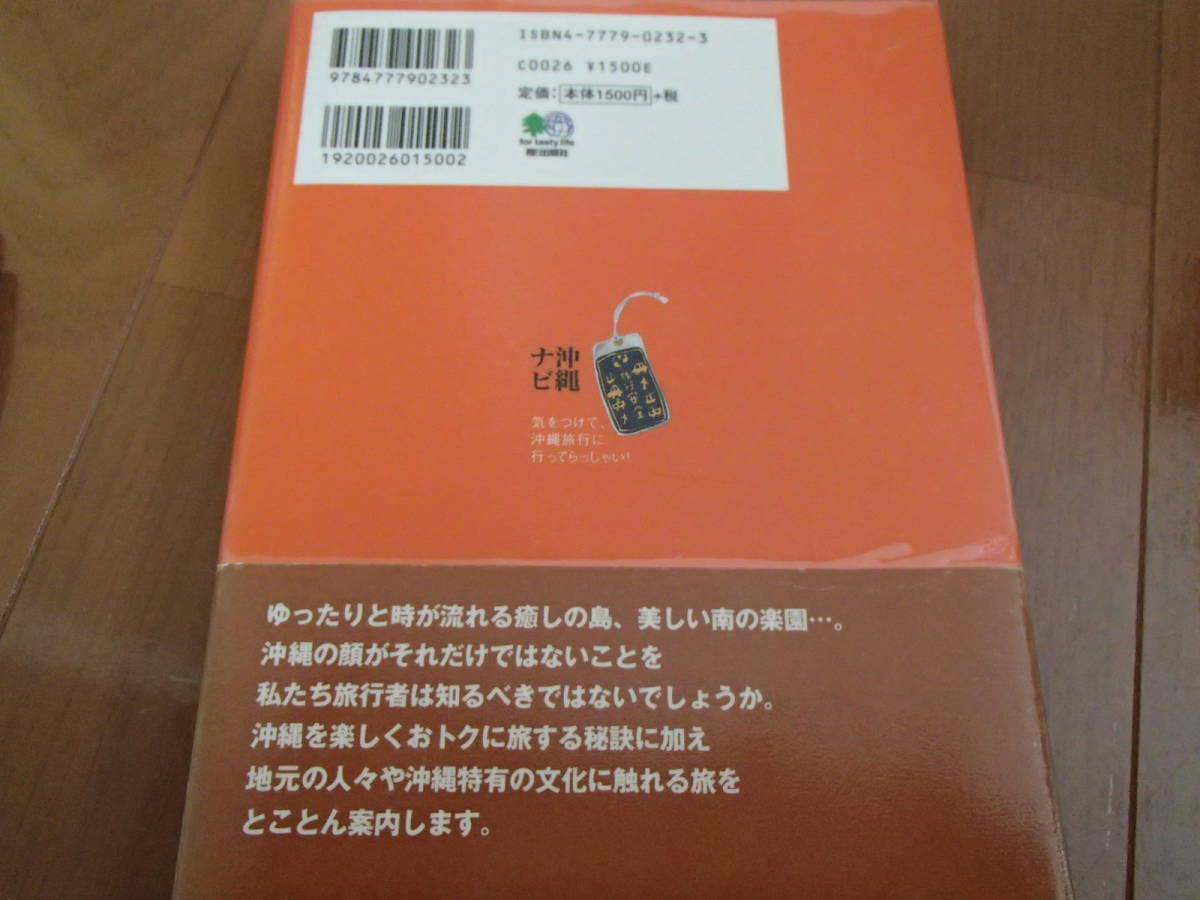 ISBN4-7779-0232-3
C0026 ¥1500E
定価:本体1500円+税
9784777902323
1920026015002
for tasty life
枻出版社
沖縄
ナビ
気をつけて、
沖縄旅行に
行ってらっしゃい!
ゆったりと時が流れる癒しの島、美しい南の楽園…。
沖縄の顔がそれだけではないことを
私たち旅行者は知るべきではないでしょうか。
沖縄を楽しくおトクに旅する秘訣に加え
地元の人々や沖縄特有の文化に触れる旅を
とことん案内します。